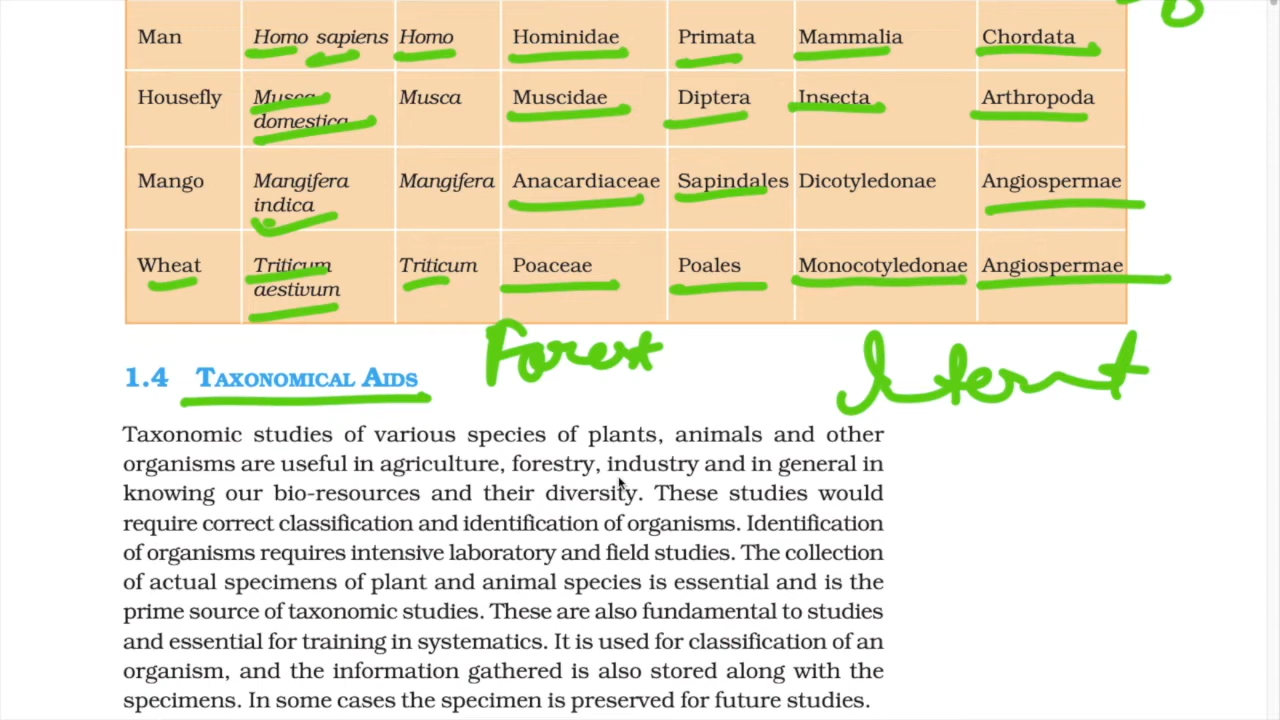 Man Homo sapiens Homo Hominidae Primata Mammalia Chordata
Housefly Musca Musca Muscidae Diptera Insecta Arthropoda
domestica
Mango Mangifera Mangifera Anacardiaceae Sapindales Dicotyledonae Angiospermae
indica
Wheat Triticum Triticum Poaceae Poales Monocotyledonae Angiospermae
aestivum
Forest
1.4 TAXONOMICAL AIDS
Taxonomic studies of various species of plants, animals and other
organisms are useful in agriculture, forestry, industry and in general in
knowing our bio-resources and their diversity. These studies would
require correct classification and identification of organisms. Identification
of organisms requires intensive laboratory and field studies. The collection
of actual specimens of plant and animal species is essential and is the
prime source of taxonomic studies. These are also fundamental to studies
and essential for training in systematics. It is used for classification of an
organism, and the information gathered is also stored along with the
specimens. In some cases the specimen is preserved for future studies.